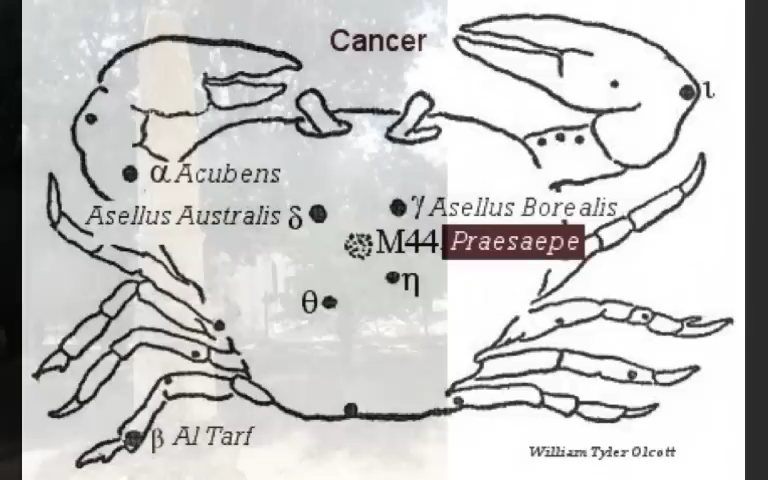 Cancer
ι
α Acubens
Asellus Australis δ
γ Asellus Borealis
M44 Praesaepe
η
θ
β Al Tarf
William Tyler Olcott